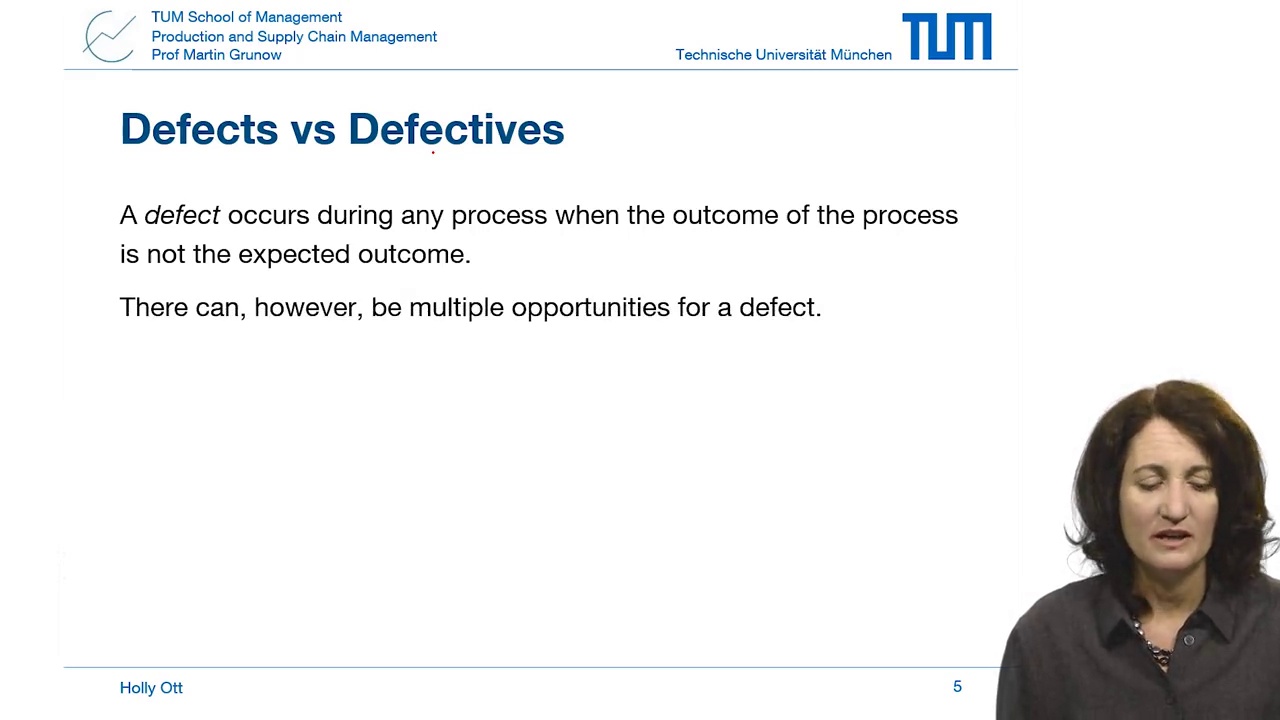 TUM School of Management
Production and Supply Chain Management
Prof Martin Grunow
Technische Universität München
TUM
Defects vs Defectives
A defect occurs during any process when the outcome of the process
is not the expected outcome.
There can, however, be multiple opportunities for a defect.
Holly Ott
5